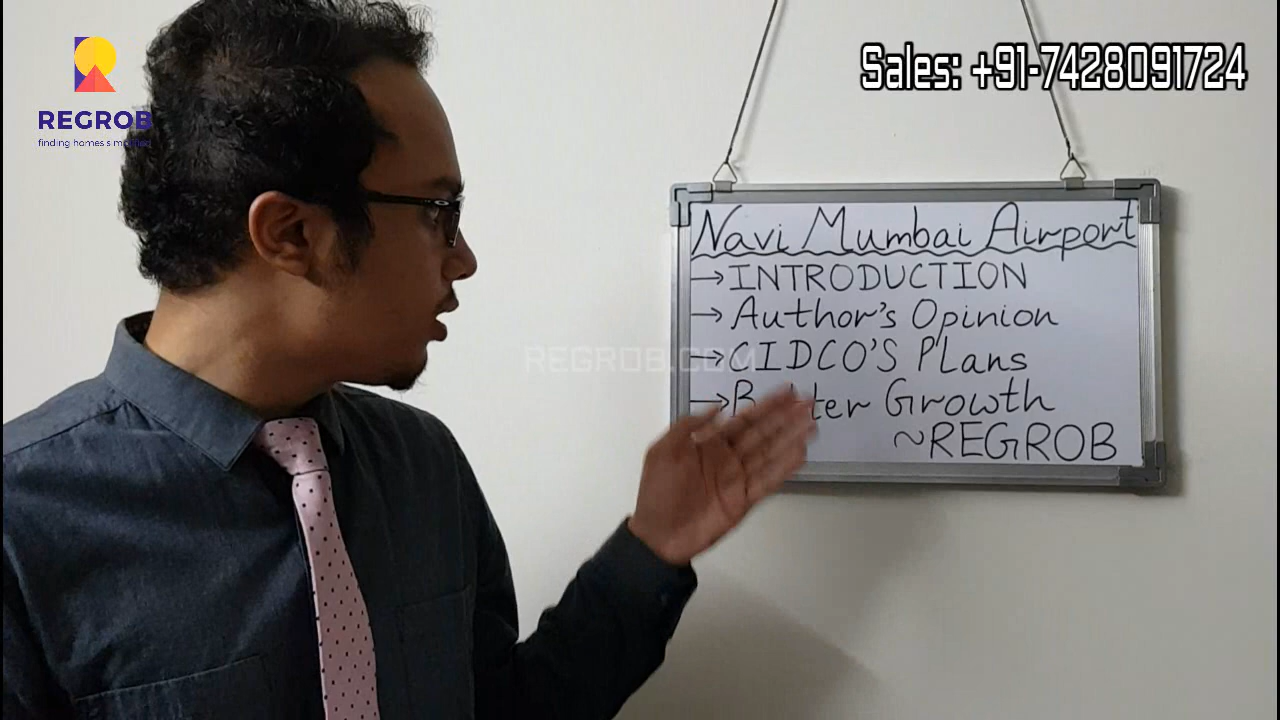 REGROB
finding homes simplified
Sales: +91-7428091724
Navi Mumbai Airport
→ INTRODUCTION
→ Author's Opinion
→ CIDCO'S Plans
→ Growth
~REGROB
REGROB.COM